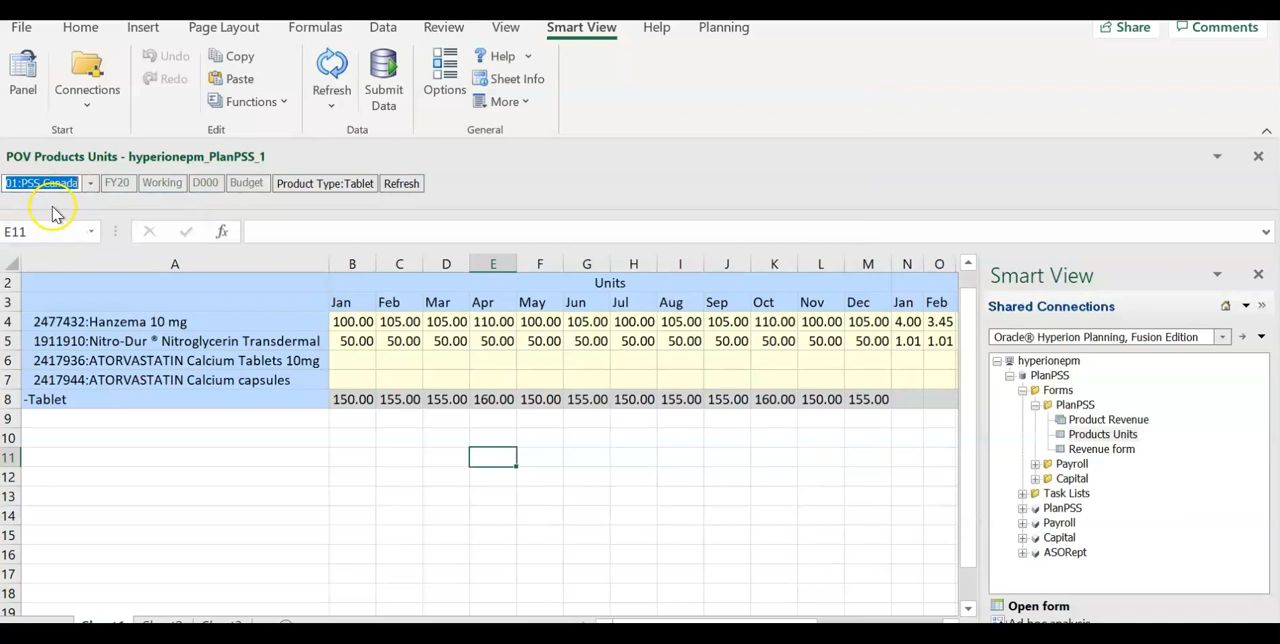 File Home Insert Page Layout Formulas Data Review View Smart View Help Planning Share Comments
Panel Connections Undo Redo Copy Paste Functions Refresh Submit Data Options Help Sheet Info More
Start Edit Data General
POV Products Units - hyperionepm_PlanPSS_1
01:PSS Canada FY20 Working D000 Budget Product Type:Tablet Refresh
E11 fx
A B C D E F G H I J K L M N O
2 Units
3 Jan Feb Mar Apr May Jun Jul Aug Sep Oct Nov Dec Jan Feb
4 2477432:Hanzema 10 mg 100.00 105.00 105.00 110.00 100.00 105.00 100.00 105.00 105.00 110.00 100.00 105.00 4.00 3.45
5 1911910:Nitro-Dur ® Nitroglycerin Transdermal 50.00 50.00 50.00 50.00 50.00 50.00 50.00 50.00 50.00 50.00 50.00 50.00 1.01 1.01
6 2417936:ATORVASTATIN Calcium Tablets 10mg
7 2417944:ATORVASTATIN Calcium capsules
8 -Tablet 150.00 155.00 155.00 160.00 150.00 155.00 150.00 155.00 155.00 160.00 150.00 155.00
9
10
11
12
13
14
15
16
17
18
19
Smart View
Shared Connections
Oracle® Hyperion Planning, Fusion Edition
hyperionepm
PlanPSS
Forms
PlanPSS
Product Revenue
Products Units
Revenue form
Payroll
Capital
Task Lists
PlanPSS
Payroll
Capital
ASORept
Open form